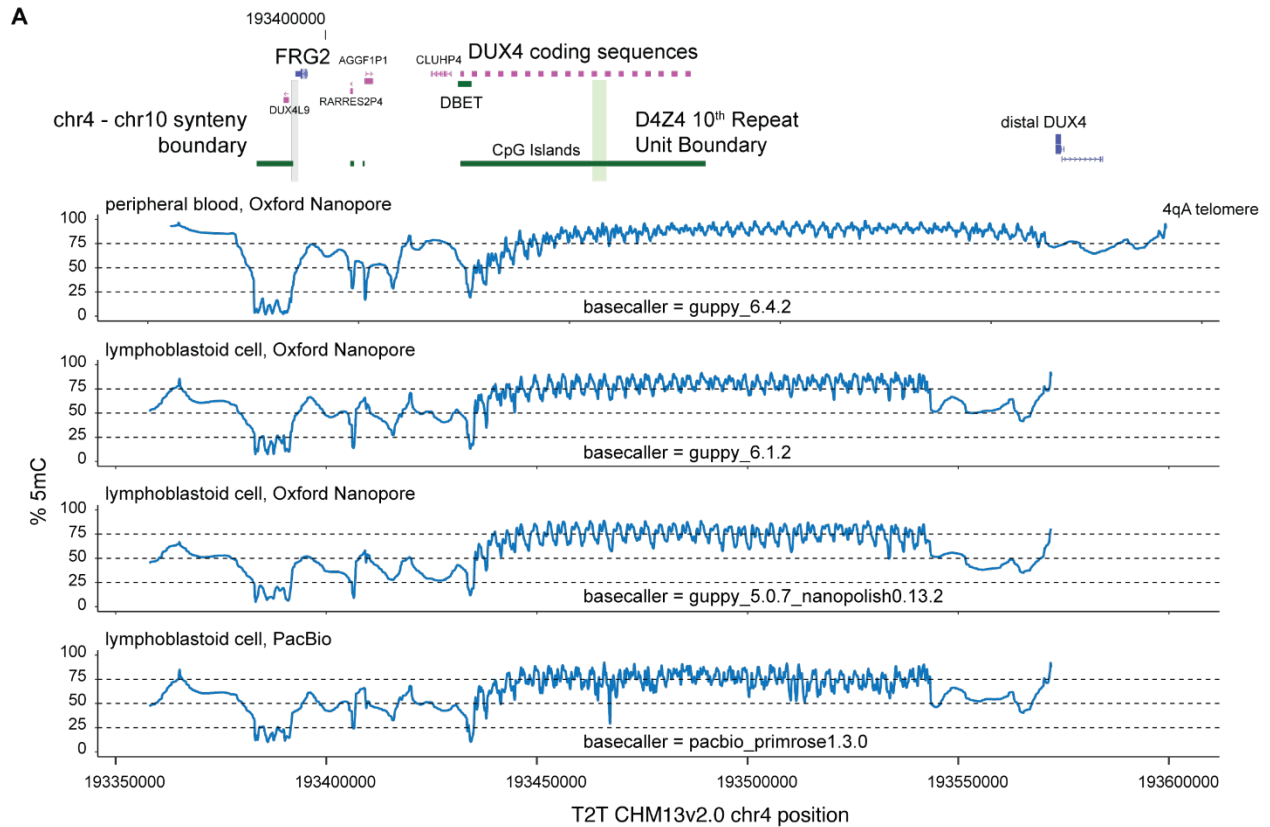 A
193400000
FRG2
AGGF1P1
CLUHP4
DUX4 coding sequences
DUX4L9
RARRES2P4
DBET
chr4 - chr10 synteny
boundary
CpG Islands
D4Z4 10th Repeat
Unit Boundary
distal DUX4
peripheral blood, Oxford Nanopore
4qA telomere
100
75
50
25
0
basecaller = guppy_6.4.2
lymphoblastoid cell, Oxford Nanopore
100
75
50
25
0
basecaller = guppy_6.1.2
% 5mC
lymphoblastoid cell, Oxford Nanopore
100
75
50
25
0
basecaller = guppy_5.0.7_nanopolish0.13.2
lymphoblastoid cell, PacBio
100
75
50
25
0
basecaller = pacbio_primrose1.3.0
193350000 193400000 193450000 193500000 193550000 193600000
T2T CHM13v2.0 chr4 position